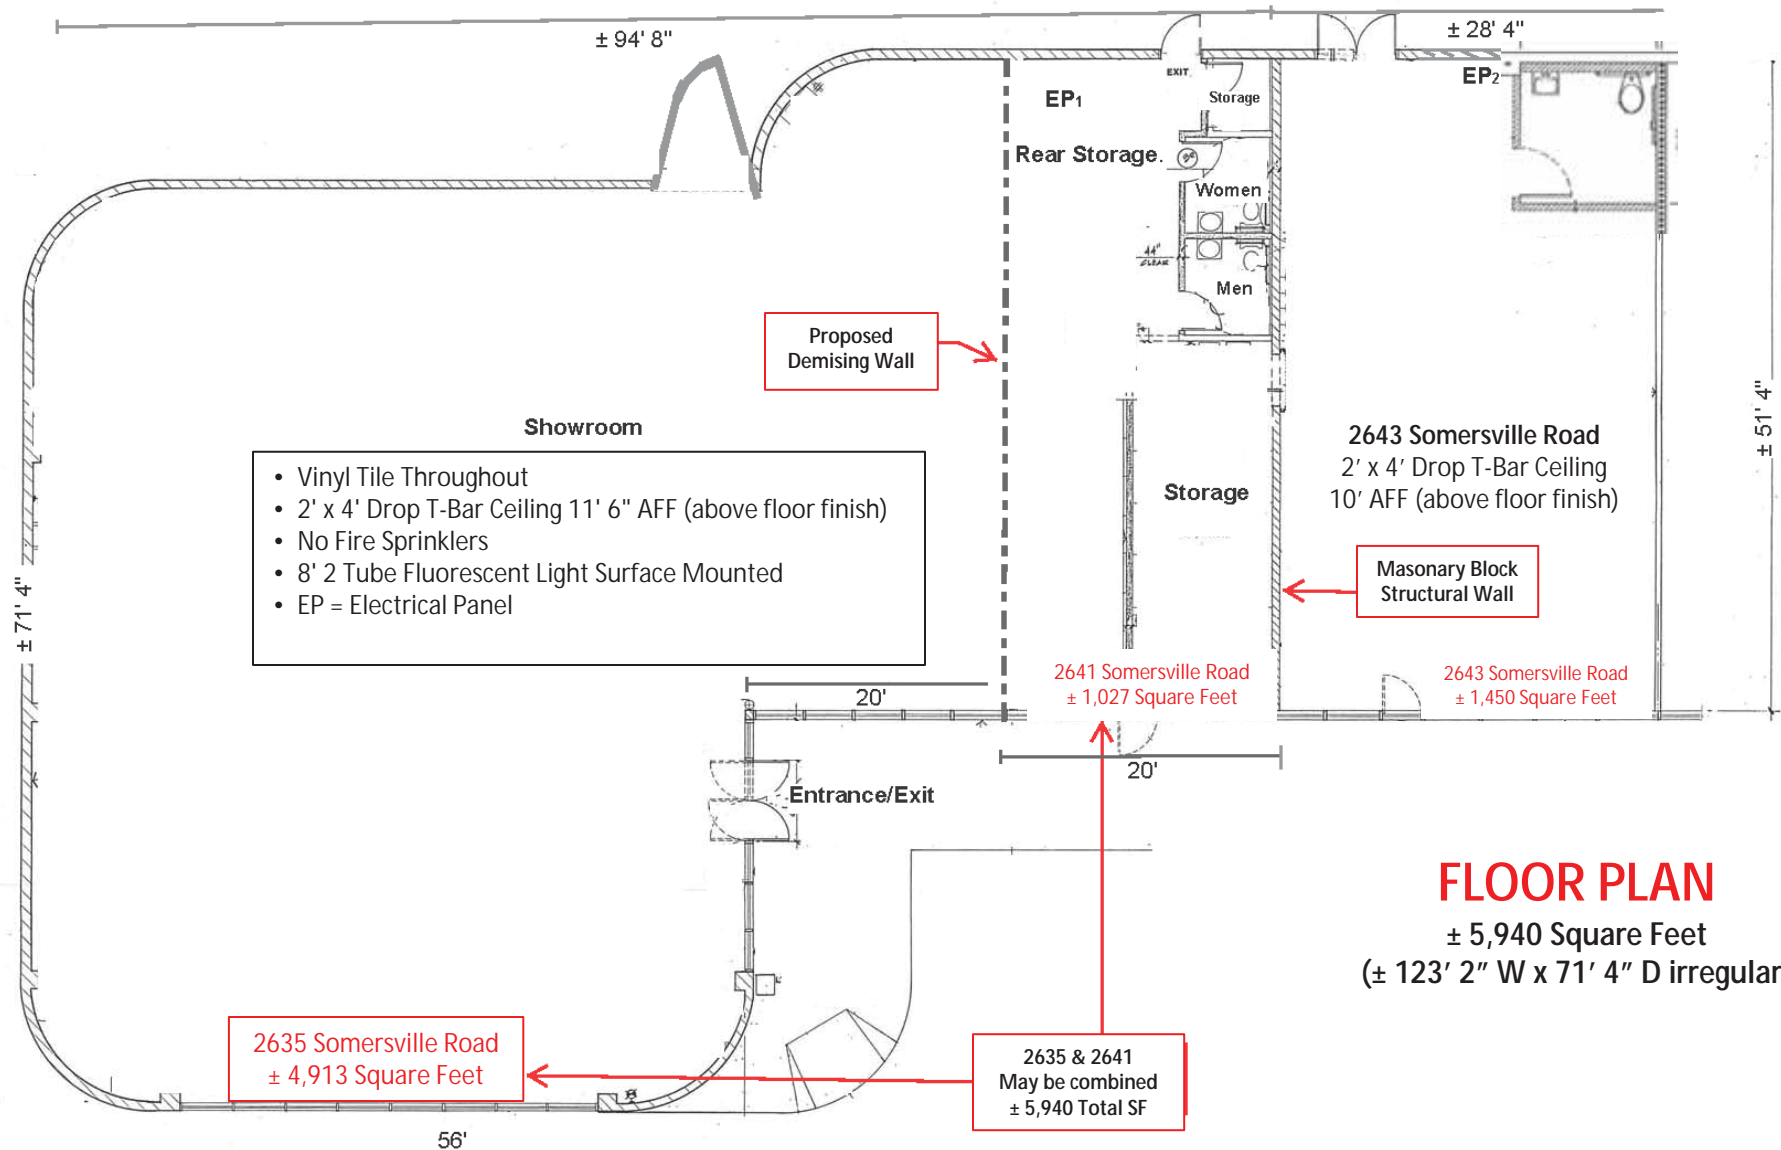 ± 94' 8"
± 28' 4"
EXIT
EP1
Storage
EP2
Rear Storage
Women
44"
CLEAR
Men
Proposed
Demising Wall
± 51' 4"
Showroom
• Vinyl Tile Throughout
• 2' x 4' Drop T-Bar Ceiling 11' 6" AFF (above floor finish)
• No Fire Sprinklers
• 8' 2 Tube Fluorescent Light Surface Mounted
• EP = Electrical Panel
2643 Somersville Road
2' x 4' Drop T-Bar Ceiling
10' AFF (above floor finish)
Storage
Masonary Block
Structural Wall
± 71' 4"
2641 Somersville Road
± 1,027 Square Feet
2643 Somersville Road
± 1,450 Square Feet
20'
20'
Entrance/Exit
FLOOR PLAN
± 5,940 Square Feet
(± 123' 2" W x 71' 4" D irregular
2635 Somersville Road
± 4,913 Square Feet
2635 & 2641
May be combined
± 5,940 Total SF
56'